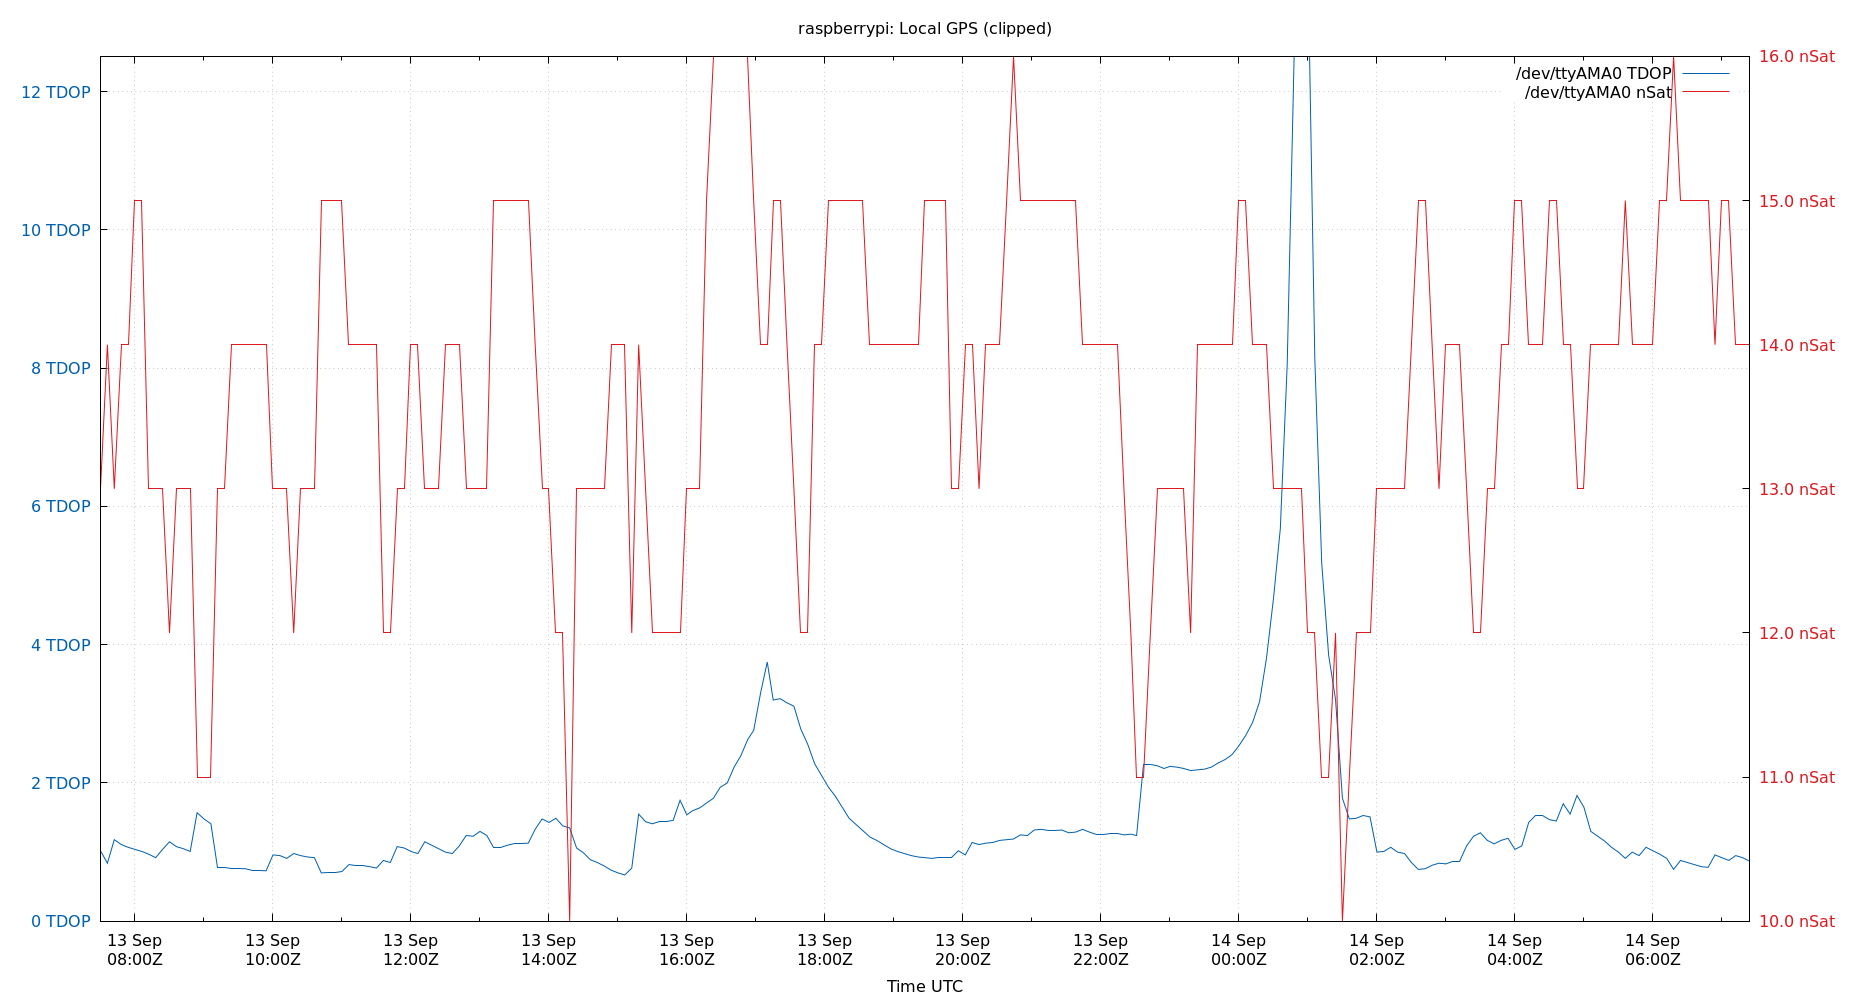 raspberrypi: Local GPS (clipped)
16.0 nSat
/dev/ttyAMA0 TDOP
/dev/ttyAMA0 nSat
12 TDOP
15.0 nSat
10 TDOP
14.0 nSat
8 TDOP
13.0 nSat
6 TDOP
12.0 nSat
4 TDOP
11.0 nSat
2 TDOP
0 TDOP
10.0 nSat
13 Sep 13 Sep 13 Sep 13 Sep 13 Sep 13 Sep 13 Sep 13 Sep 14 Sep 14 Sep 14 Sep 14 Sep
08:00Z 10:00Z 12:00Z 14:00Z 16:00Z 18:00Z 20:00Z 22:00Z 00:00Z 02:00Z 04:00Z 06:00Z
Time UTC